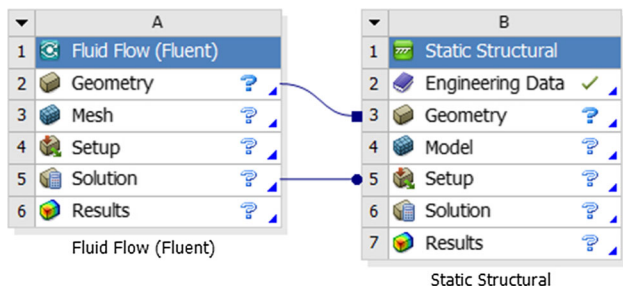 A
1 Fluid Flow (Fluent)
2 Geometry ?
3 Mesh ?
4 Setup ?
5 Solution ?
6 Results ?
Fluid Flow (Fluent)
B
1 Static Structural
2 Engineering Data ✓
3 Geometry ?
4 Model ?
5 Setup ?
6 Solution ?
7 Results ?
Static Structural